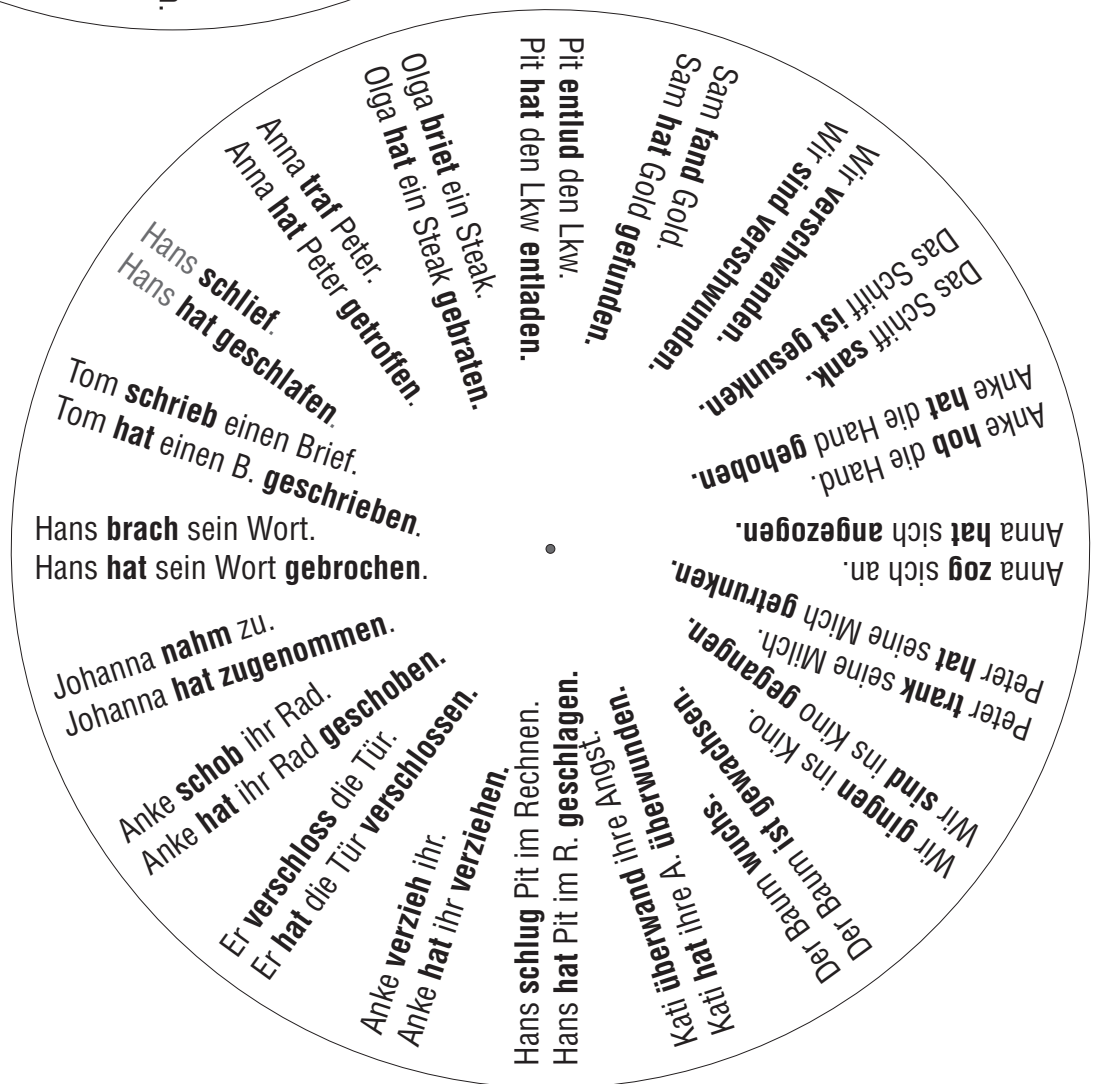 Pit entlud den Lkw.
Pit hat den Lkw entladen.
Sam fand Gold.
Sam hat Gold gefunden.
Wir verschwanden.
Wir sind verschwunden.
Das Schiff sank.
Das Schiff ist gesunken.
Anke hob die Hand.
Anke hat die Hand gehoben.
Anna zog sich an.
Anna hat sich angezogen.
Peter trank seine Milch.
Peter hat seine Mich getrunken.
Wir gingen ins Kino.
Wir sind ins Kino gegangen.
Der Baum wuchs.
Der Baum ist gewachsen.
Kati überwand ihre Angst.
Kati hat ihre A. überwunden.
Hans schlug Pit im Rechnen.
Hans hat Pit im R. geschlagen.
Anke verzieh ihr.
Anke hat ihr verziehen.
Er verschloss die Tür.
Er hat die Tür verschlossen.
Anke schob ihr Rad.
Anke hat ihr Rad geschoben.
Johanna nahm zu.
Johanna hat zugenommen.
Hans brach sein Wort.
Hans hat sein Wort gebrochen.
Tom schrieb einen Brief.
Tom hat einen B. geschrieben.
Hans schlief.
Hans hat geschlafen.
Anna traf Peter.
Anna hat Peter getroffen.
Olga briet ein Steak.
Olga hat ein Steak gebraten.